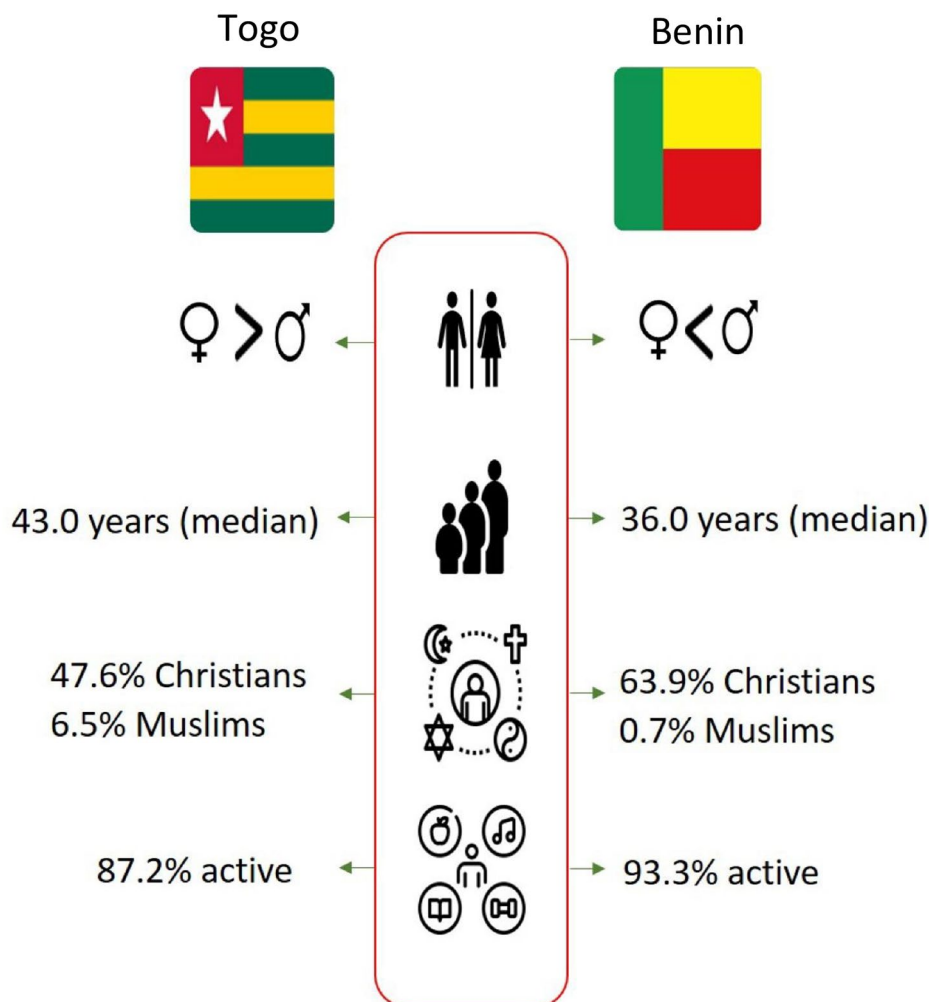 Togo
Benin
♀ > ♂
♀ < ♂
43.0 years (median)
36.0 years (median)
47.6% Christians
6.5% Muslims
63.9% Christians
0.7% Muslims
87.2% active
93.3% active